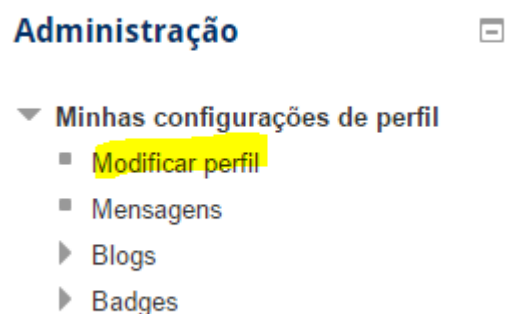 Administração
Minhas configurações de perfil
Modificar perfil
Mensagens
Blogs
Badges